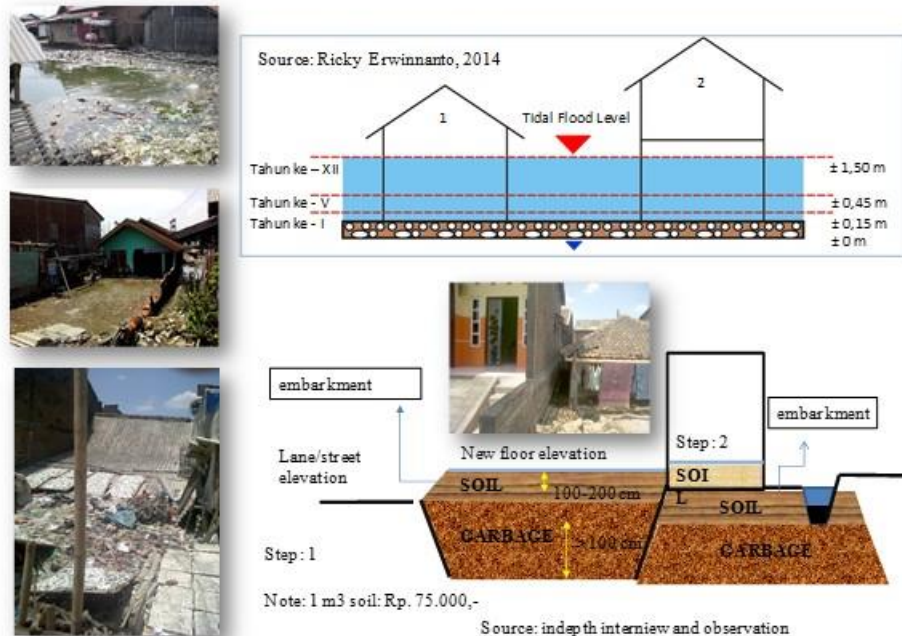 Source: Ricky Erwinnanto, 2014
1
2
Tidal Flood Level
Tahun ke – XII
± 1,50 m
Tahun ke - V
± 0,45 m
Tahun ke - I
± 0,15 m
± 0 m
embarkment
embarkment
Lane/street
elevation
New floor elevation
Step : 2
SOIL
100-200 cm
SOI
L
SOIL
GARBAGE
>100 cm
GARBAGE
Step : 1
Note: 1 m3 soil: Rp. 75.000,-
Source: indepth interniew and observation